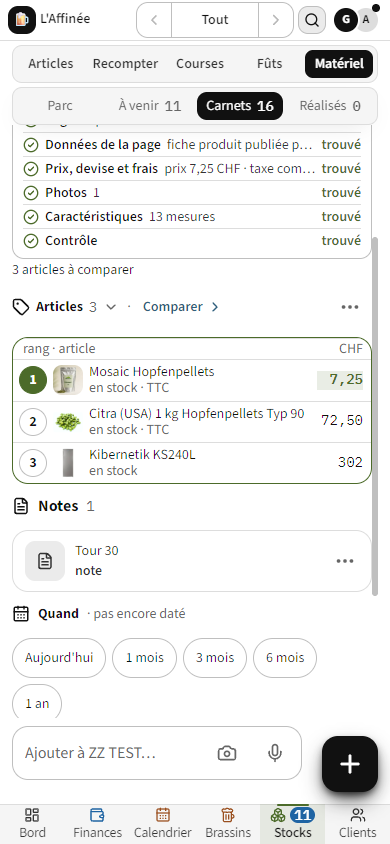 L'Affinée
Tout
G
A
Articles
Recompter
Courses
Fûts
Matériel
Parc
À venir 11
Carnets 16
Réalisés 0
Données de la page fiche produit publiée p… trouvé
Prix, devise et frais prix 7,25 CHF · taxe com… trouvé
Photos 1 trouvé
Caractéristiques 13 mesures trouvé
Contrôle trouvé
3 articles à comparer
Articles 3 · Comparer
rang · article CHF
1 Mosaic Hopfenpellets 7,25
en stock · TTC
2 Citra (USA) 1 kg Hopfenpellets Typ 90 72,50
en stock · TTC
3 Kibernetik KS240L 302
en stock
Notes 1
Tour 30
note
Quand · pas encore daté
Aujourd'hui
1 mois
3 mois
6 mois
1 an
Ajouter à ZZ TEST…
Bord
Finances
Calendrier
Brassins
11
Stocks
Clients